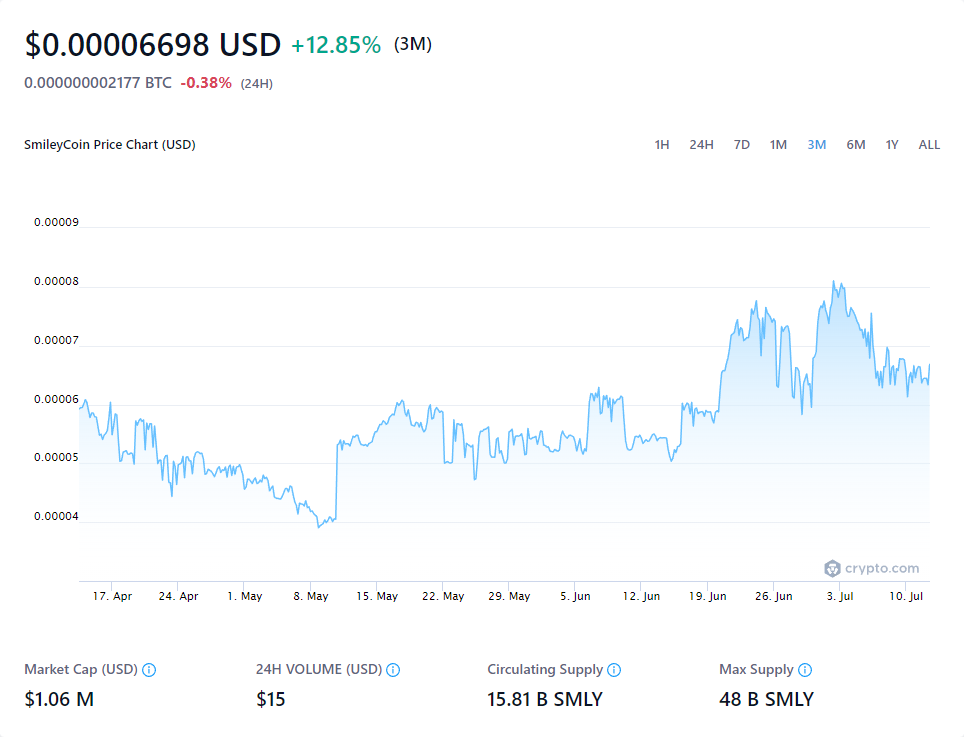 $0.00006698 USD +12.85% (3M)
0.000000002177 BTC -0.38% (24H)
SmileyCoin Price Chart (USD) 1H 24H 7D 1M 3M 6M 1Y ALL
0.00009
0.00008
0.00007
0.00006
0.00005
0.00004
crypto.com
17. Apr 24. Apr 1. May 8. May 15. May 22. May 29. May 5. Jun 12. Jun 19. Jun 26. Jun 3. Jul 10. Jul
Market Cap (USD) 24H VOLUME (USD) Circulating Supply Max Supply
$1.06 M $15 15.81 B SMLY 48 B SMLY